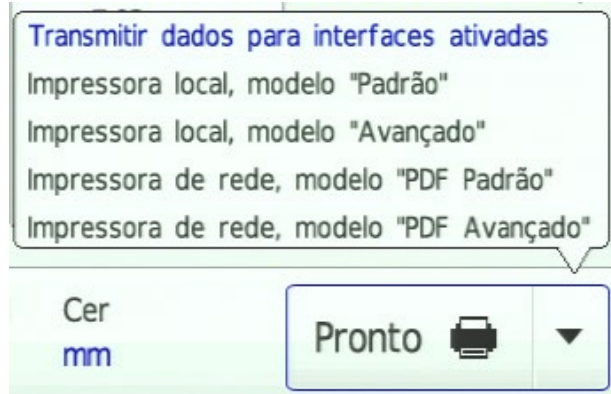 Transmitir dados para interfaces ativadas
Impressora local, modelo "Padrão"
Impressora local, modelo "Avançado"
Impressora de rede, modelo "PDF Padrão"
Impressora de rede, modelo "PDF Avançado"
Cer
mm
Pronto